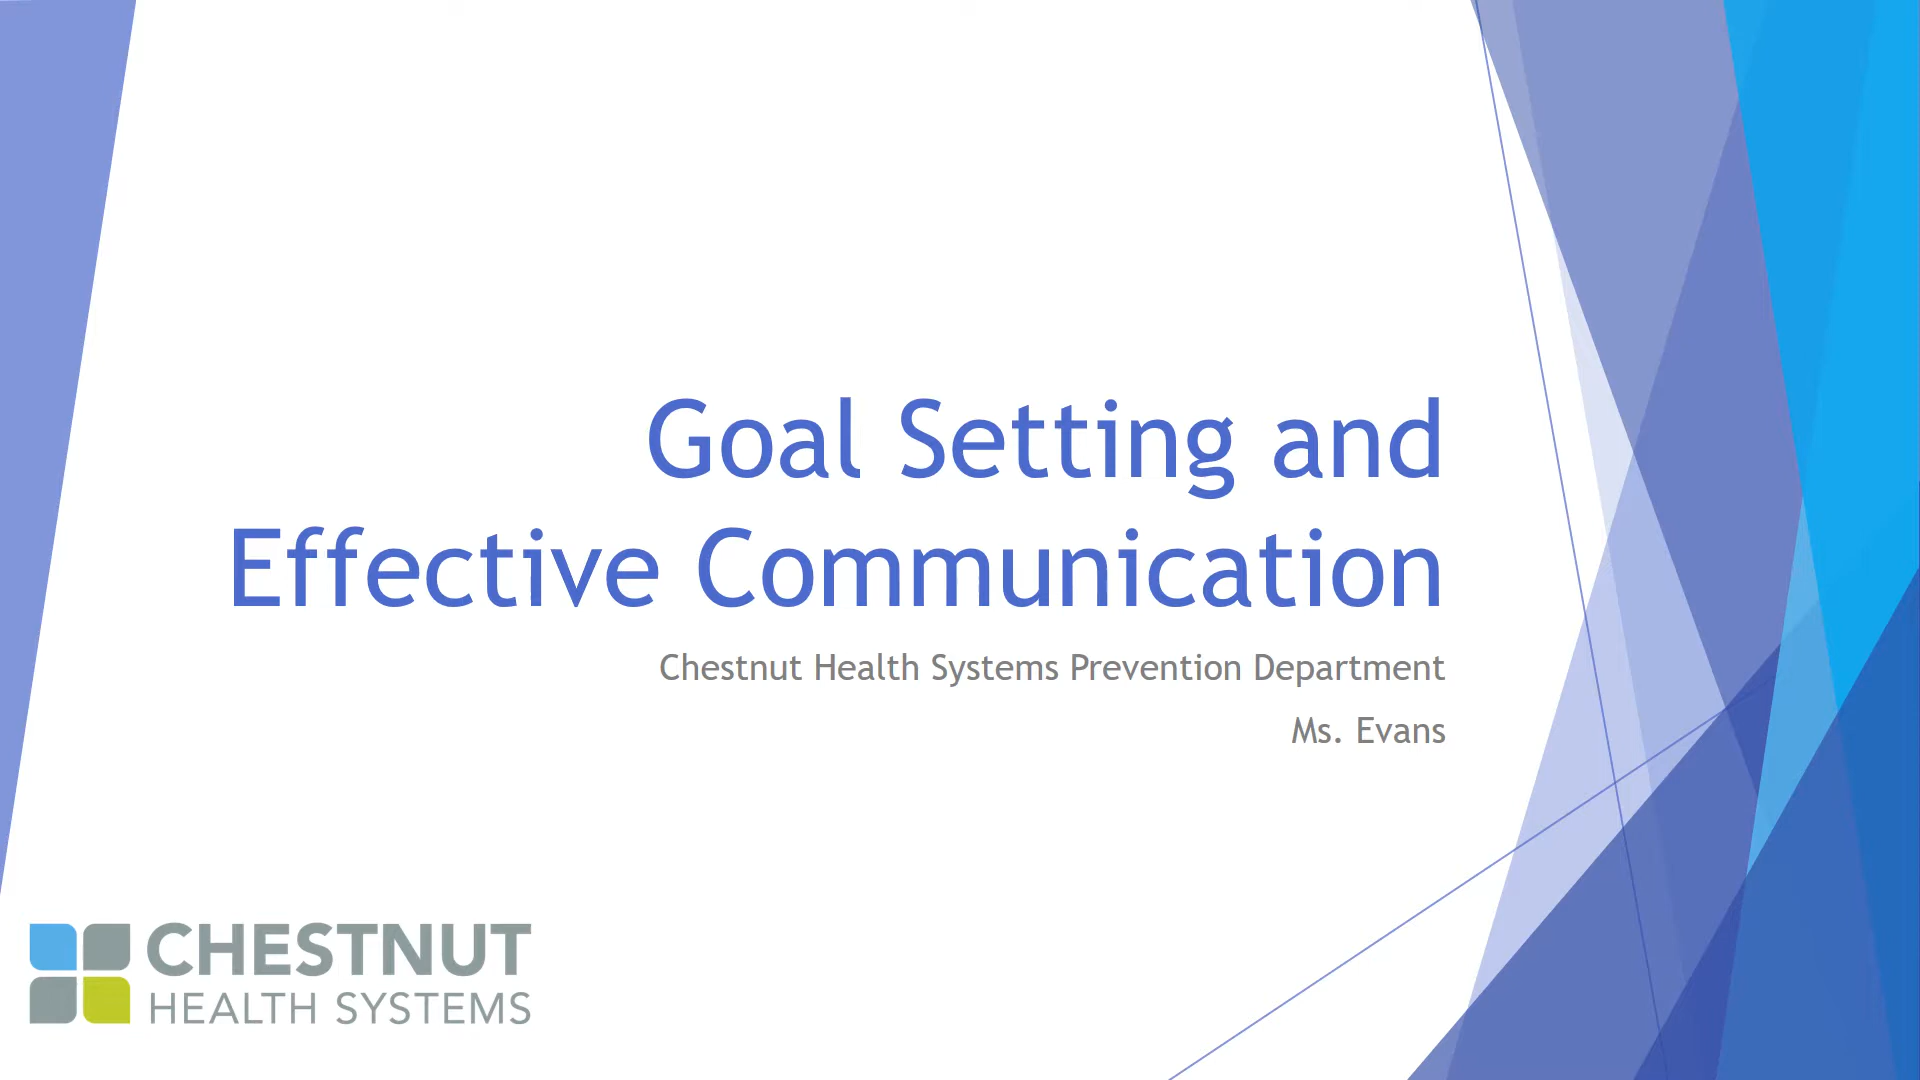 Goal Setting and
Effective Communication
Chestnut Health Systems Prevention Department
Ms. Evans
CHESTNUT
HEALTH SYSTEMS